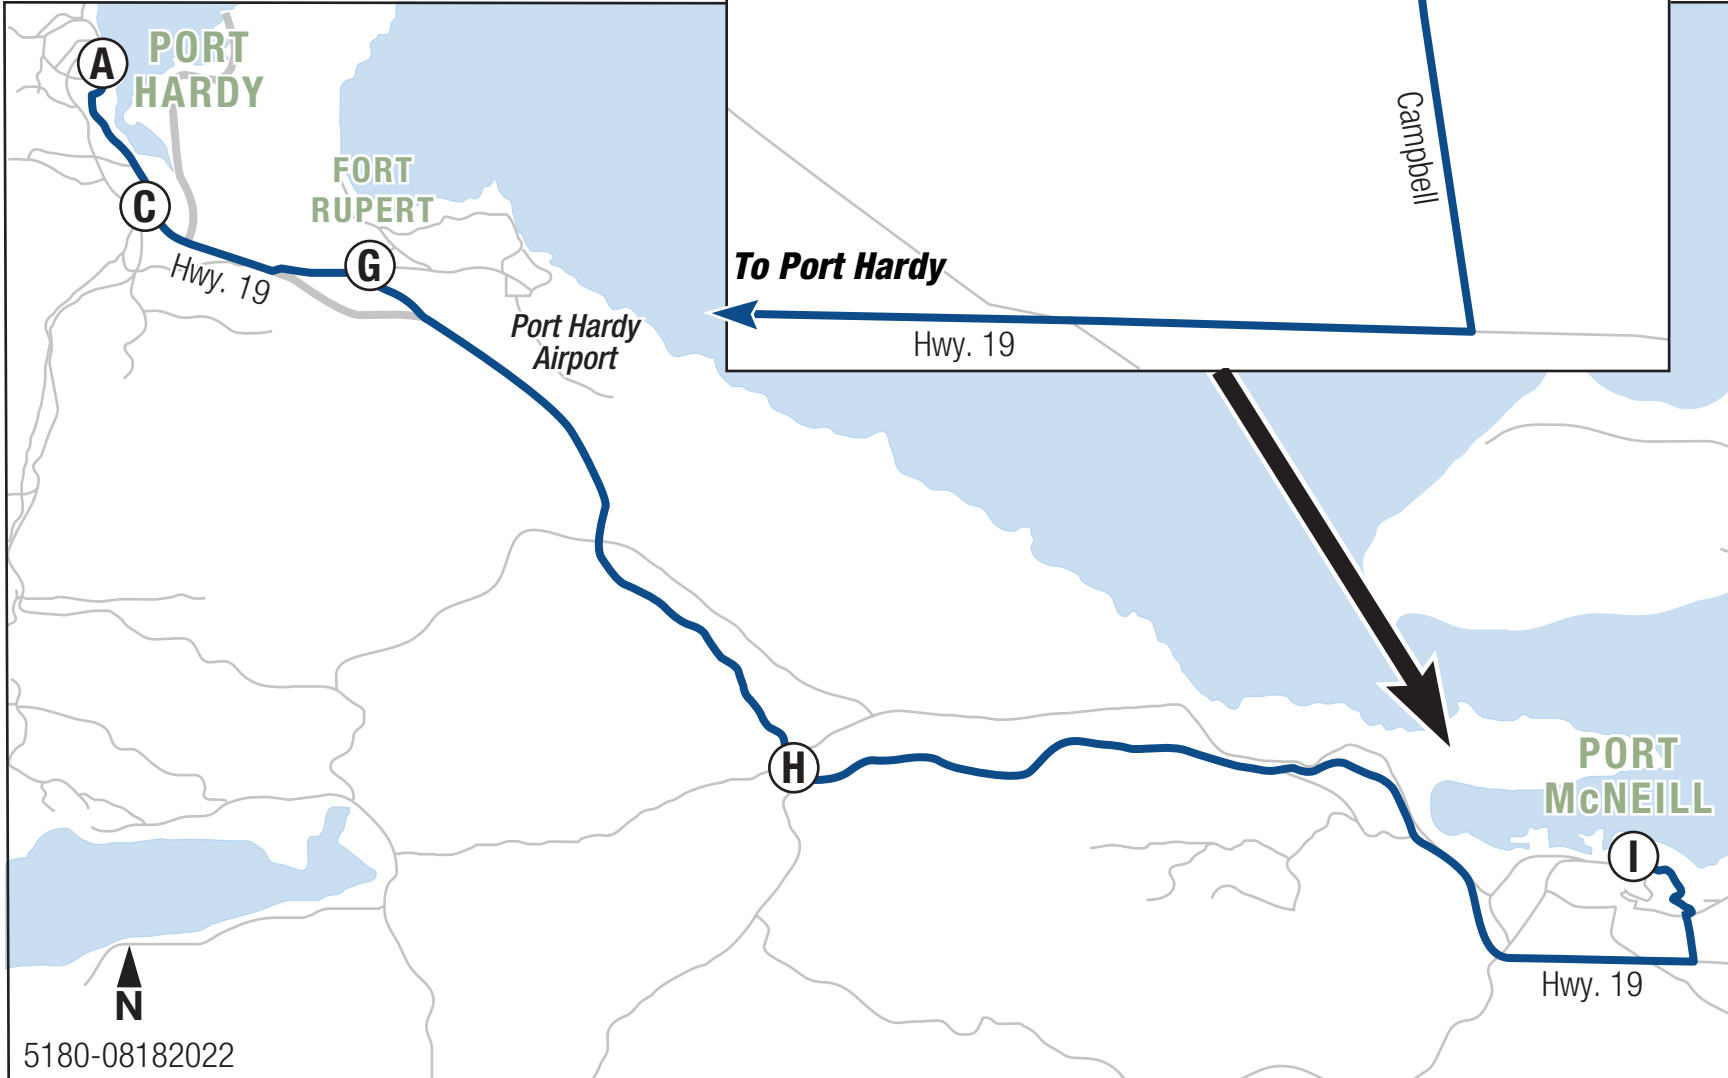 A
PORT
HARDY
C
Hwy. 19
FORT
RUPERT
G
Port Hardy
Airport
To Port Hardy
Hwy. 19
Campbell
H
PORT
McNEILL
I
Hwy. 19
N
5180-08182022